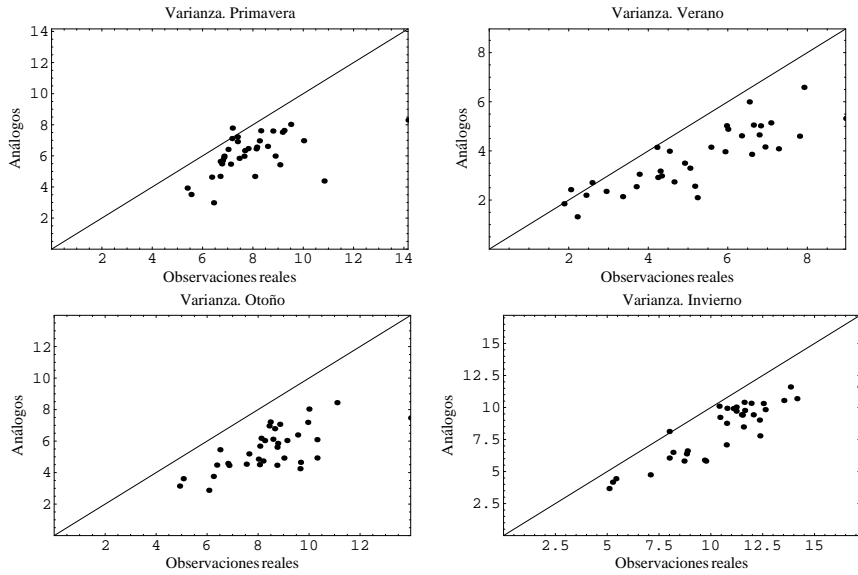 Varianza. Primavera
14
12
10
8
6
4
2
Análogos
2 4 6 8 10 12 14
Observaciones reales
Varianza. Verano
8
6
4
2
Análogos
2 4 6 8
Observaciones reales
Varianza. Otoño
12
10
8
6
4
2
Análogos
2 4 6 8 10 12
Observaciones reales
Varianza. Invierno
15
12.5
10
7.5
5
2.5
Análogos
2.5 5 7.5 10 12.5 15
Observaciones reales